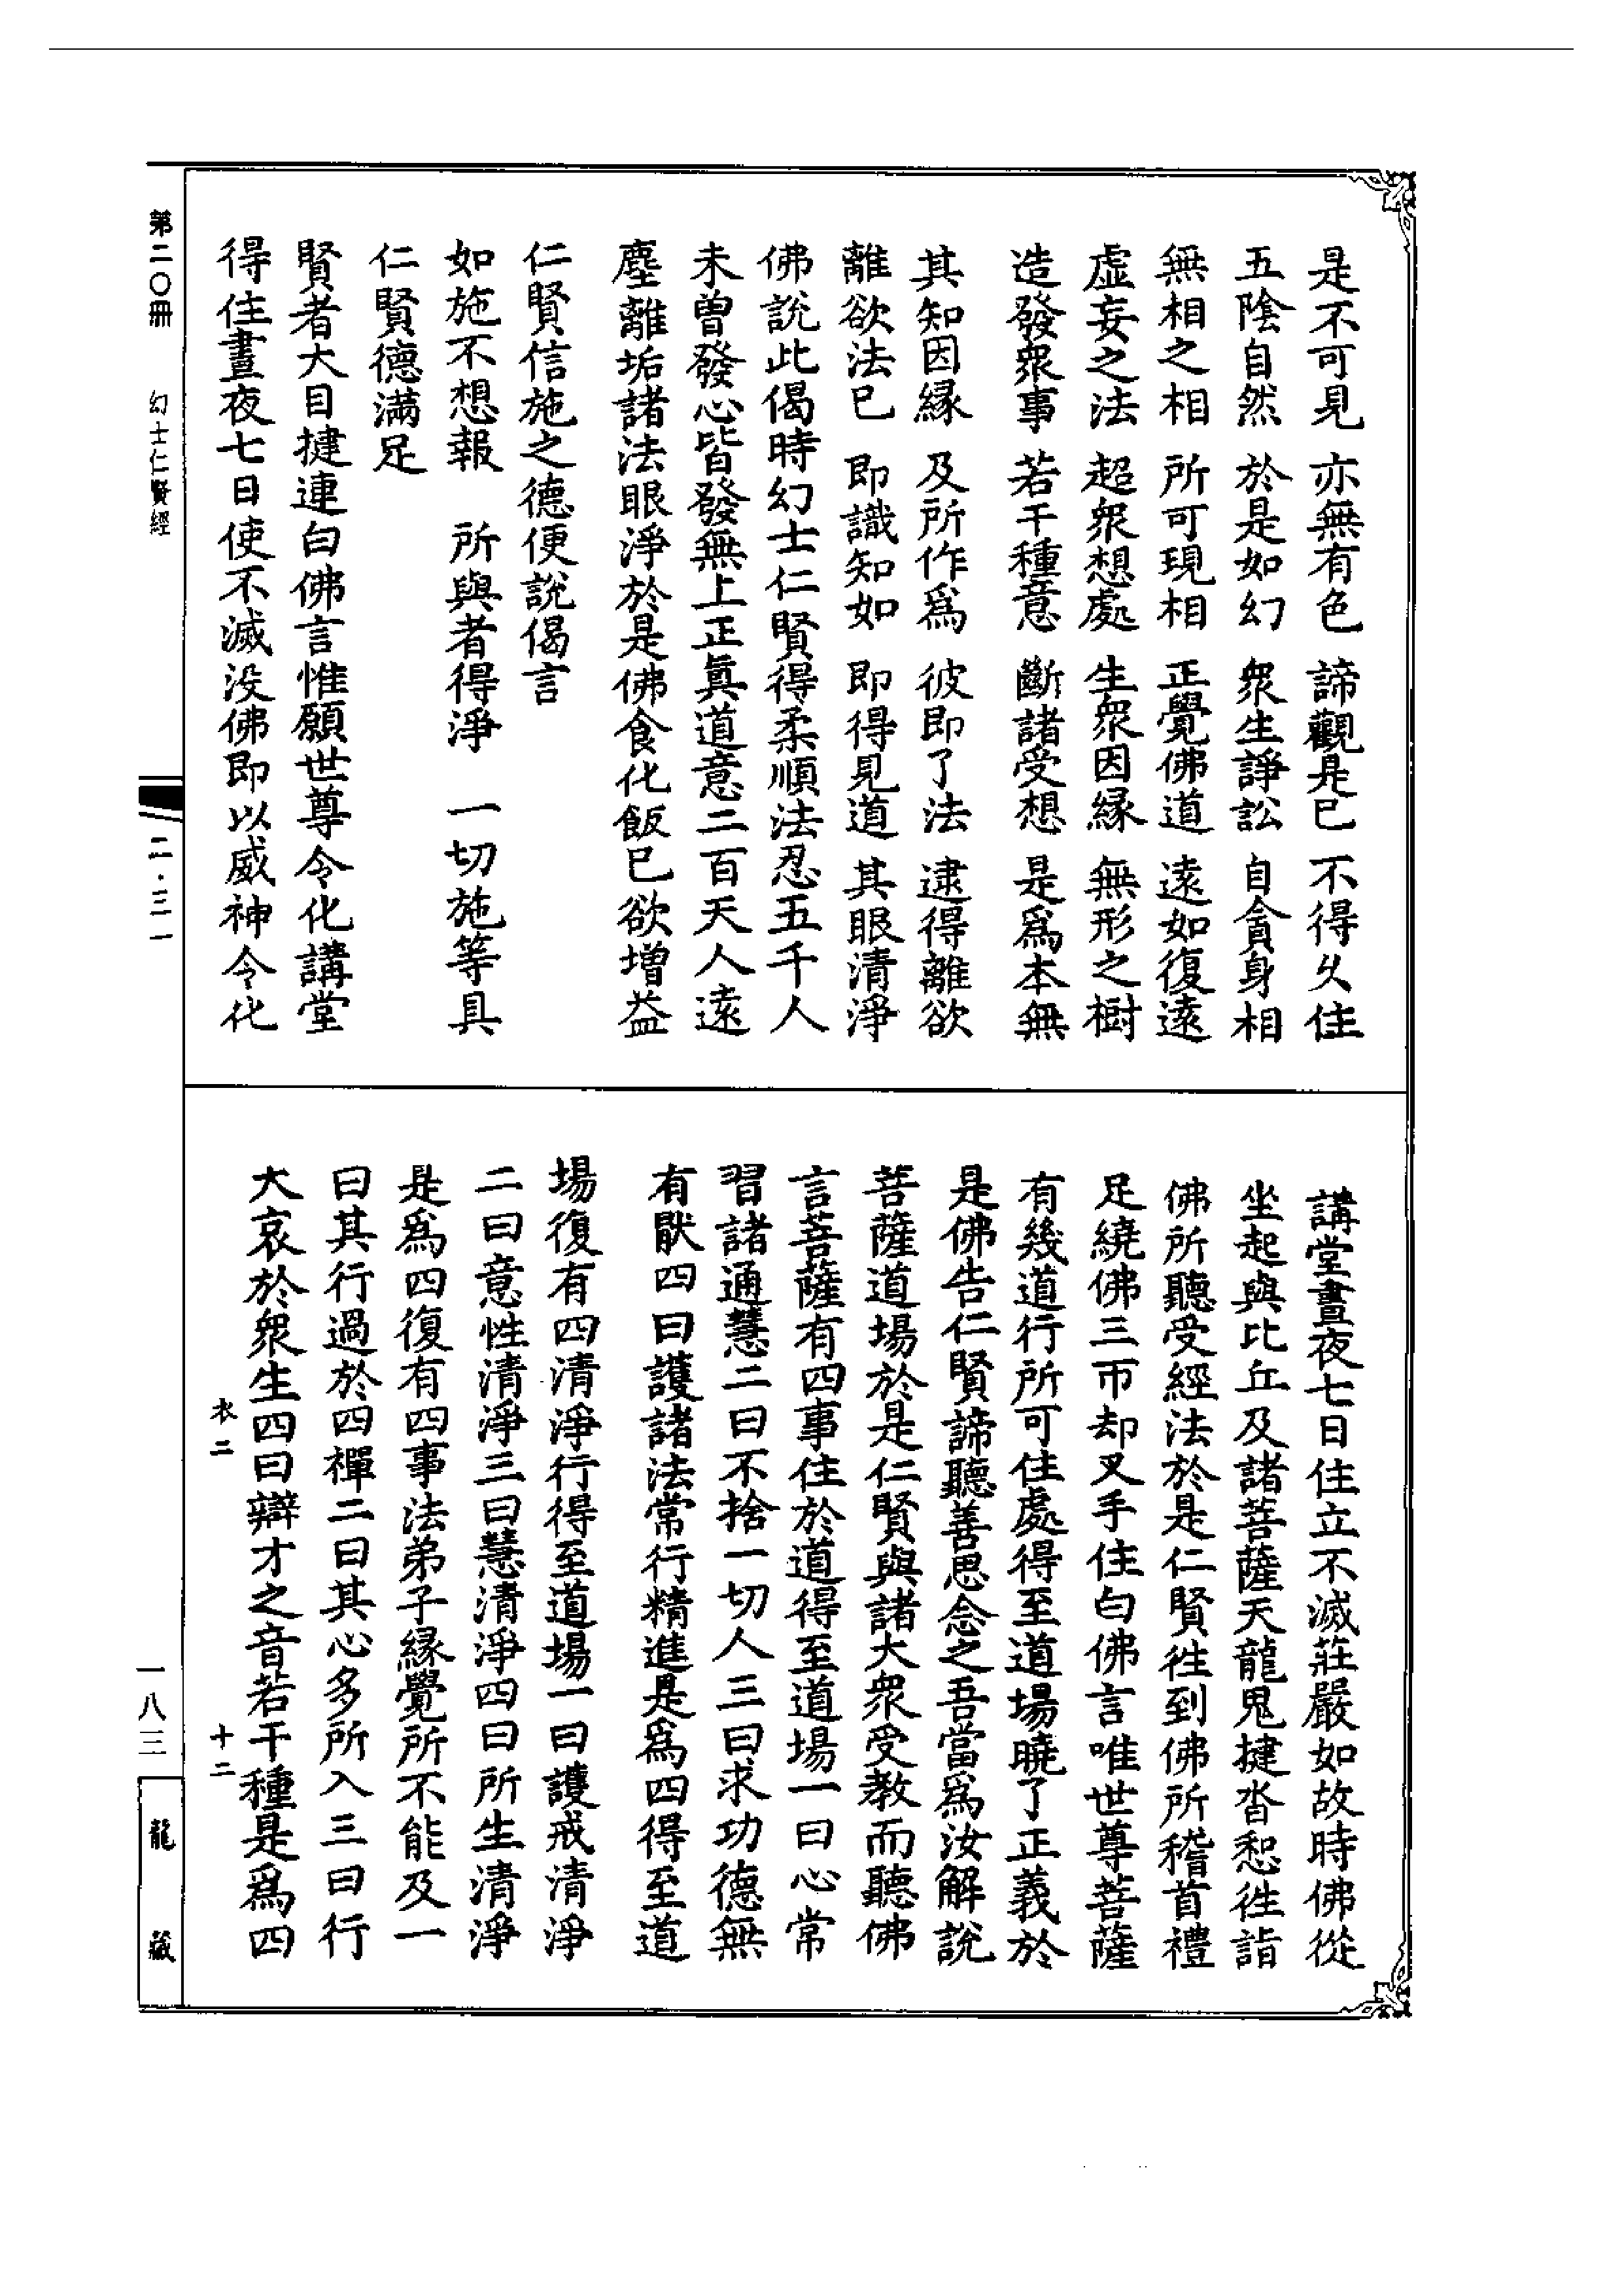 是不可見　亦無有色　諦觀是已　不得久住
五陰自然　於是如幻　衆生諍訟　自貪身相
無相之相　所可現相　正覺佛道　遠如復遠
虛妄之法　超衆想處　生衆因緣　無形之樹
造發衆事　若干種意　斷諸受想　是爲本無
其知因緣　及所作爲　彼即了法　逮得離欲
離欲法已　即識知如　即得見道　其眼清淨
佛說此偈時幻士仁賢得柔順法忍五千人
未曾發心皆發無上正眞道意二百天人遠
塵離垢諸法眼淨於是佛食化飯已欲增益
仁賢信施之德便說偈言
如施不想報　所與者得淨　一切施等具
仁賢德滿足
賢者大目揵連白佛言惟願世尊令化講堂
得住晝夜七日使不滅沒佛即以威神令化
講堂晝夜七日住立不滅莊嚴如故時佛從
坐起與比丘及諸菩薩天龍鬼揵沓惒徃詣
佛所聽受經法於是仁賢徃到佛所稽首禮
足繞佛三帀却叉手住白佛言唯世尊菩薩
有幾道行所可住處得至道場曉了正義於
是佛告仁賢諦聽善思念之吾當爲汝解說
菩薩道場於是仁賢與諸大衆受教而聽佛
言菩薩有四事住於道得至道場一曰心常
習諸通慧二曰不捨一切人三曰求功德無
有猒四曰護諸法常行精進是爲四得至道
場復有四清淨行得至道場一曰護戒清淨
二曰意性清淨三曰慧清淨四曰所生清淨
是爲四復有四事法弟子緣覺所不能及一
曰其行過於四禪二曰其心多所入三曰行
大哀於衆生四曰辯才之音若干種是爲四
衣二　十二
第二〇冊　幻士仁賢經
二·三一
一八三
龍藏